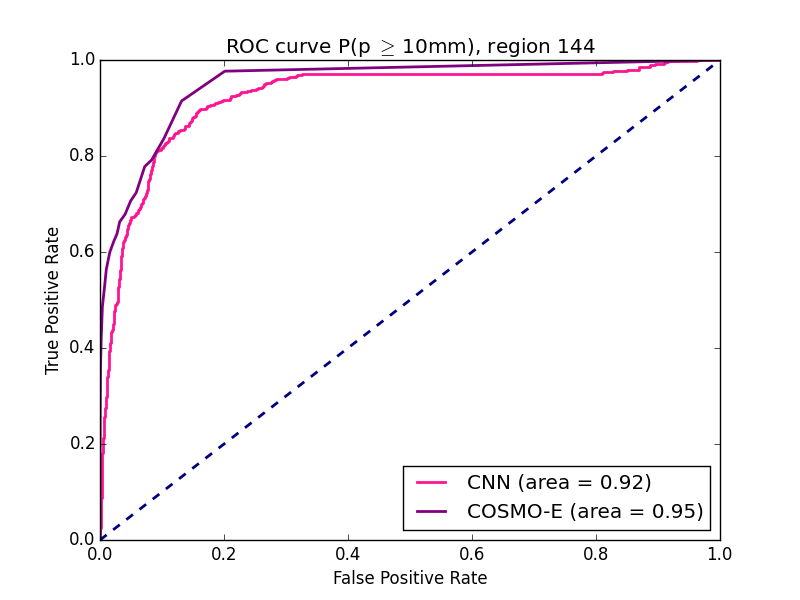 ROC curve P(p ≥ 10mm), region 144
True Positive Rate
1.0
0.8
0.6
0.4
0.2
0.0
0.0 0.2 0.4 0.6 0.8 1.0
False Positive Rate
CNN (area = 0.92)
COSMO-E (area = 0.95)